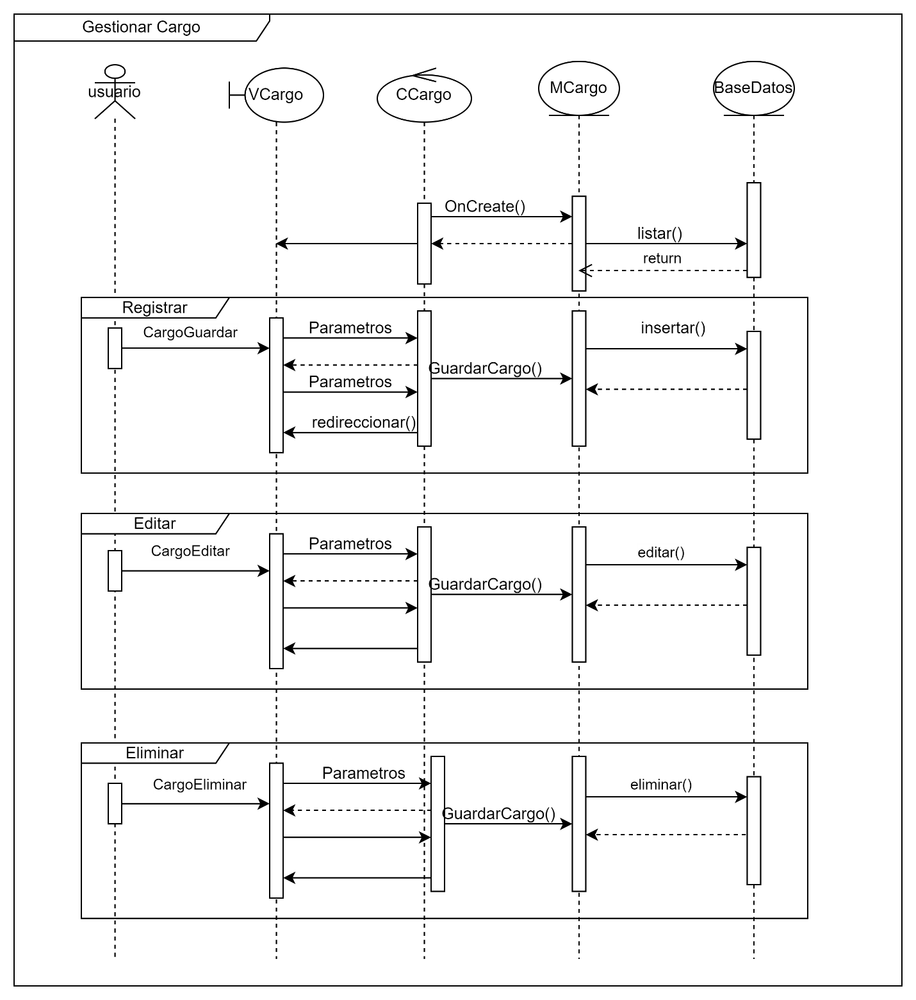 Gestionar Cargo
usuario
VCargo
CCargo
MCargo
BaseDatos
OnCreate()
listar()
return
Registrar
CargoGuardar
Parametros
insertar()
GuardarCargo()
Parametros
redireccionar()
Editar
CargoEditar
Parametros
editar()
GuardarCargo()
Eliminar
CargoEliminar
Parametros
eliminar()
GuardarCargo()